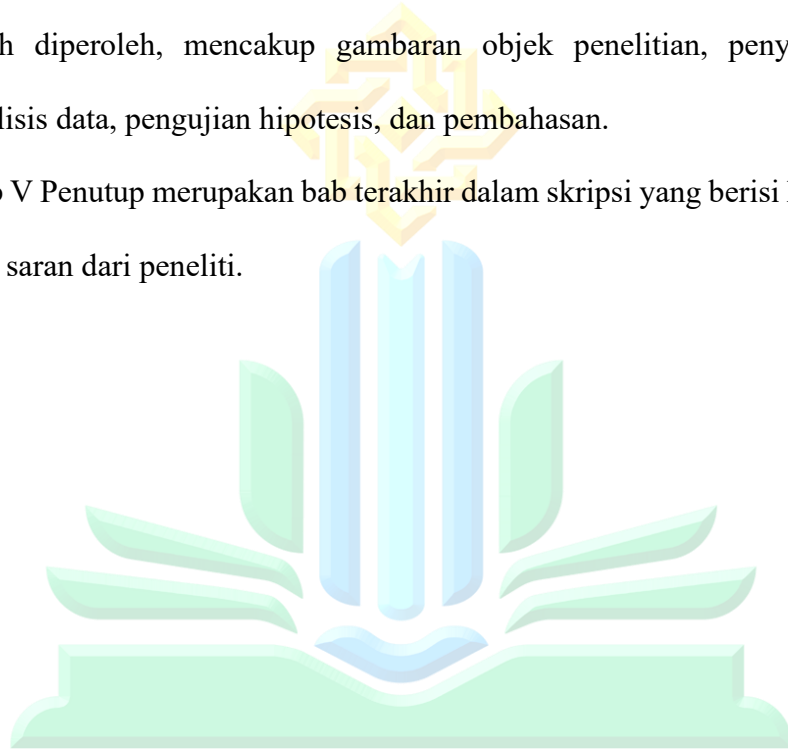 h diperoleh, mencakup gambaran objek penelitian, peny
lisis data, pengujian hipotesis, dan pembahasan.
V Penutup merupakan bab terakhir dalam skripsi yang berisi
saran dari peneliti.